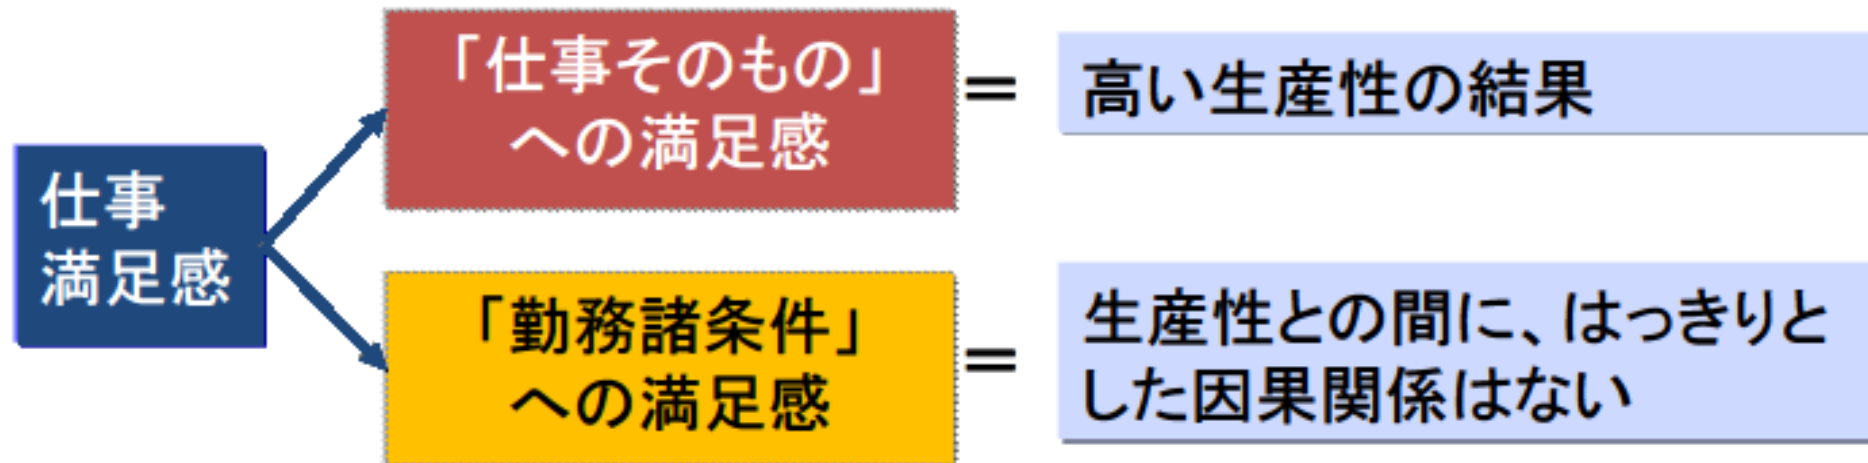 仕事
満足感
「仕事そのもの」
への満足感
=
高い生産性の結果
「勤務諸条件」
への満足感
=
生産性との間に、はっきりと
した因果関係はない